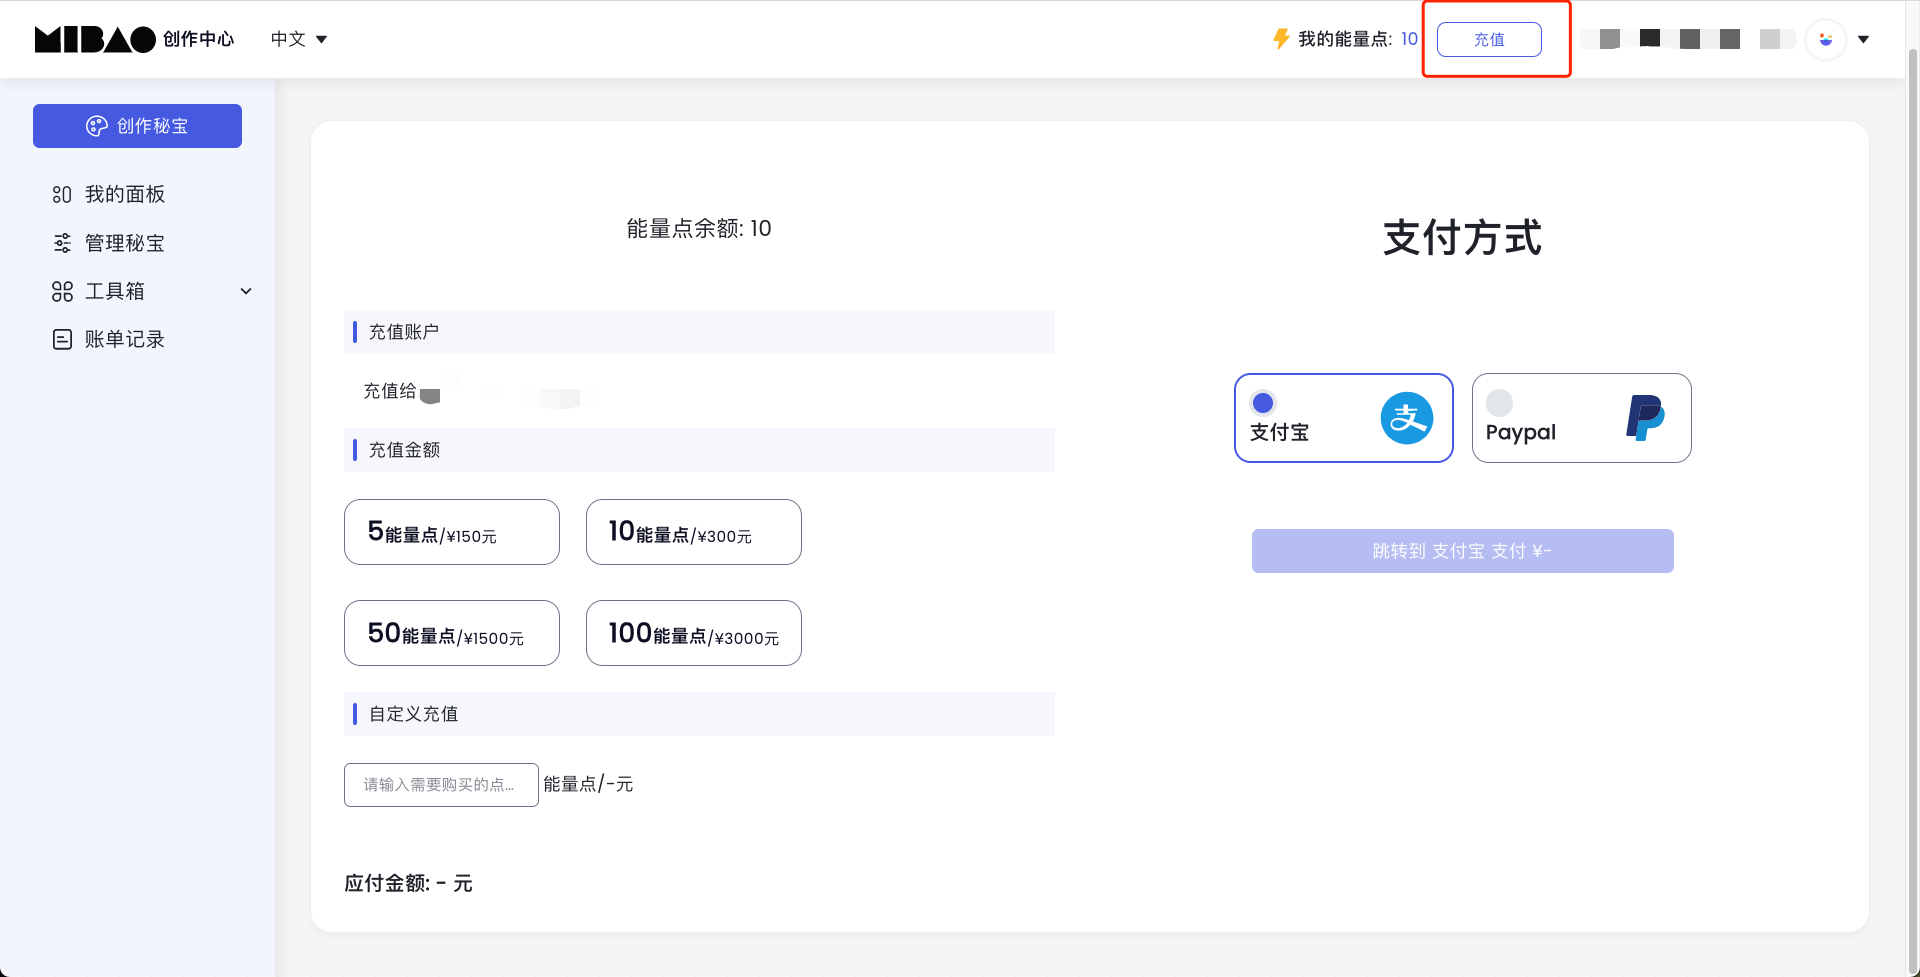 MIBAO 创作中心 中文 我的能量点: 10 充值
创作秘宝
我的面板
管理秘宝
工具箱
账单记录
能量点余额: 10
充值账户
充值给
充值金额
5能量点/¥150元 10能量点/¥300元
50能量点/¥1500元 100能量点/¥3000元
自定义充值
请输入需要购买的点... 能量点/-元
应付金额: - 元
支付方式
支付宝 支 Paypal
跳转到 支付宝 支付 ¥-